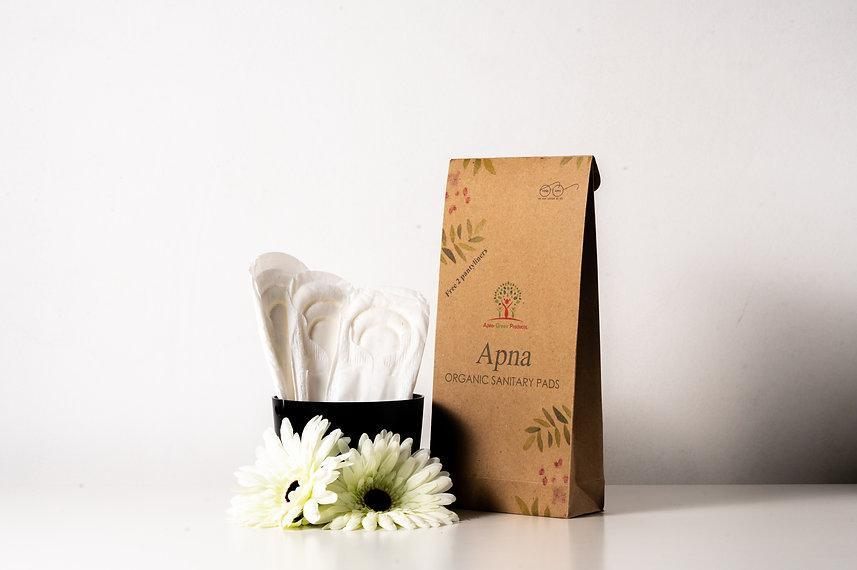 Free 2 pantyliners
Apna Green Products
Apna
ORGANIC SANITARY PADS